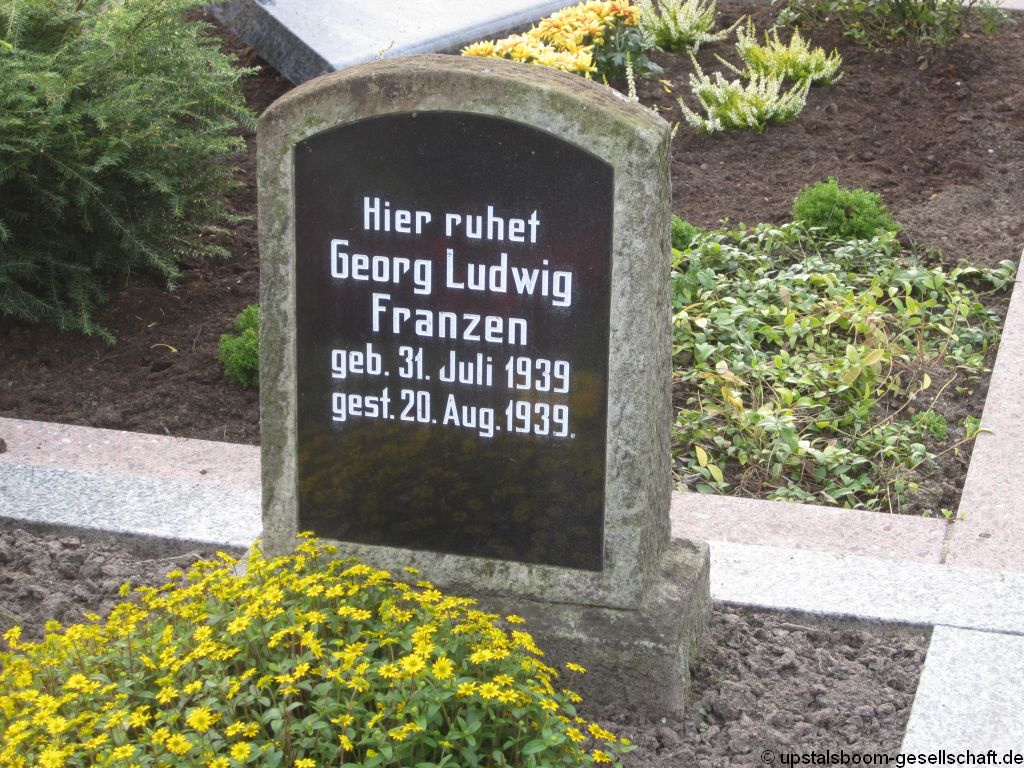 Hier ruhet
Georg Ludwig
Franzen
geb. 31. Juli 1939
gest. 20. Aug. 1939.
© upstalsboom-gesellschaft.de